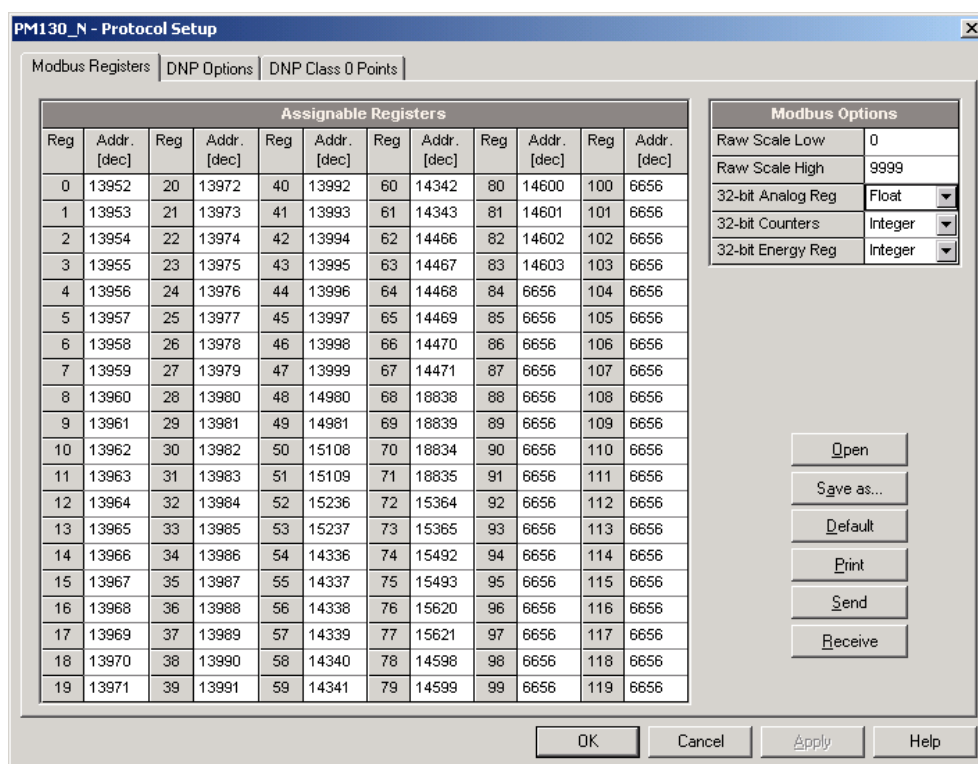 PM130_N - Protocol Setup
Modbus Registers DNP Options DNP Class 0 Points
Assignable Registers
Reg Addr. [dec] Reg Addr. [dec] Reg Addr. [dec] Reg Addr. [dec] Reg Addr. [dec] Reg Addr. [dec]
0 13952 20 13972 40 13992 60 14342 80 14600 100 6656
1 13953 21 13973 41 13993 61 14343 81 14601 101 6656
2 13954 22 13974 42 13994 62 14466 82 14602 102 6656
3 13955 23 13975 43 13995 63 14467 83 14603 103 6656
4 13956 24 13976 44 13996 64 14468 84 6656 104 6656
5 13957 25 13977 45 13997 65 14469 85 6656 105 6656
6 13958 26 13978 46 13998 66 14470 86 6656 106 6656
7 13959 27 13979 47 13999 67 14471 87 6656 107 6656
8 13960 28 13980 48 14980 68 18838 88 6656 108 6656
9 13961 29 13981 49 14981 69 18839 89 6656 109 6656
10 13962 30 13982 50 15108 70 18834 90 6656 110 6656
11 13963 31 13983 51 15109 71 18835 91 6656 111 6656
12 13964 32 13984 52 15236 72 15364 92 6656 112 6656
13 13965 33 13985 53 15237 73 15365 93 6656 113 6656
14 13966 34 13986 54 14336 74 15492 94 6656 114 6656
15 13967 35 13987 55 14337 75 15493 95 6656 115 6656
16 13968 36 13988 56 14338 76 15620 96 6656 116 6656
17 13969 37 13989 57 14339 77 15621 97 6656 117 6656
18 13970 38 13990 58 14340 78 14598 98 6656 118 6656
19 13971 39 13991 59 14341 79 14599 99 6656 119 6656
Modbus Options
Raw Scale Low 0
Raw Scale High 9999
32-bit Analog Reg Float
32-bit Counters Integer
32-bit Energy Reg Integer
Open
Save as...
Default
Print
Send
Receive
OK Cancel Apply Help